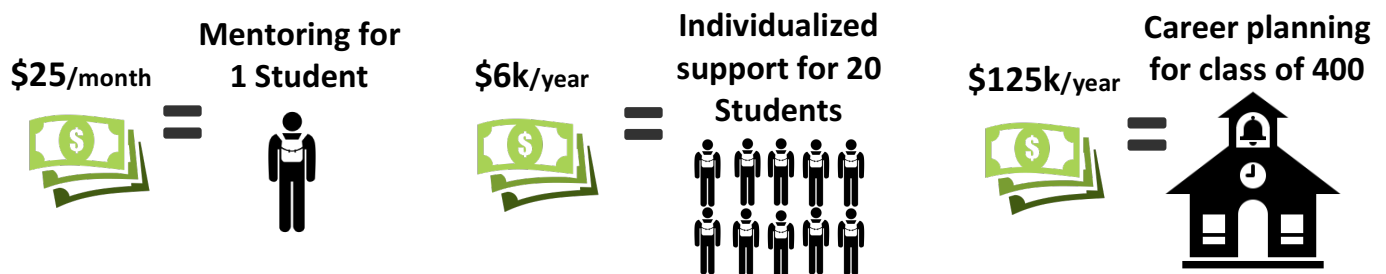 $25/month
Mentoring for
1 Student
$
=
$6k/year
Individualized
support for 20
Students
$
=
$125k/year
Career planning
for class of 400
$
=